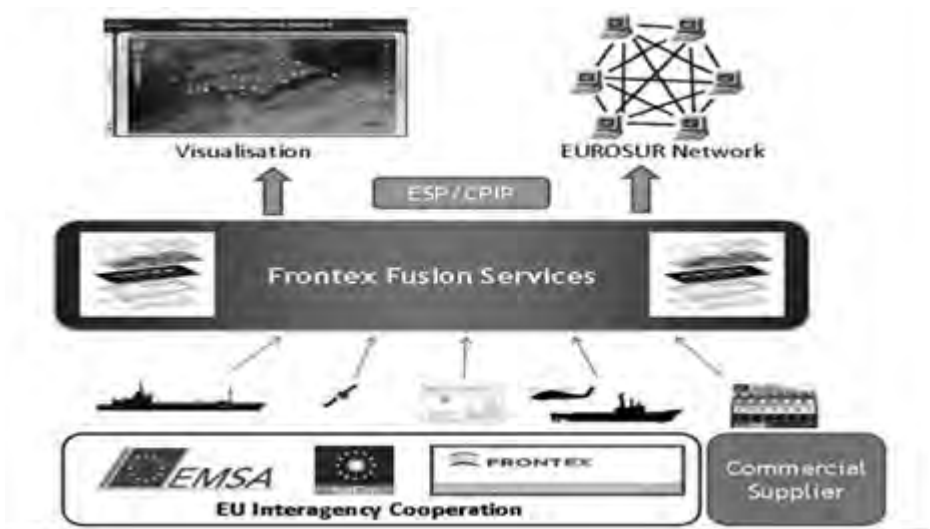 Visualisation
EUROSUR Network
ESP/CPIP
Frontex Fusion Services
EMSA
FRONTEX
EU Interagency Cooperation
Commercial
Supplier